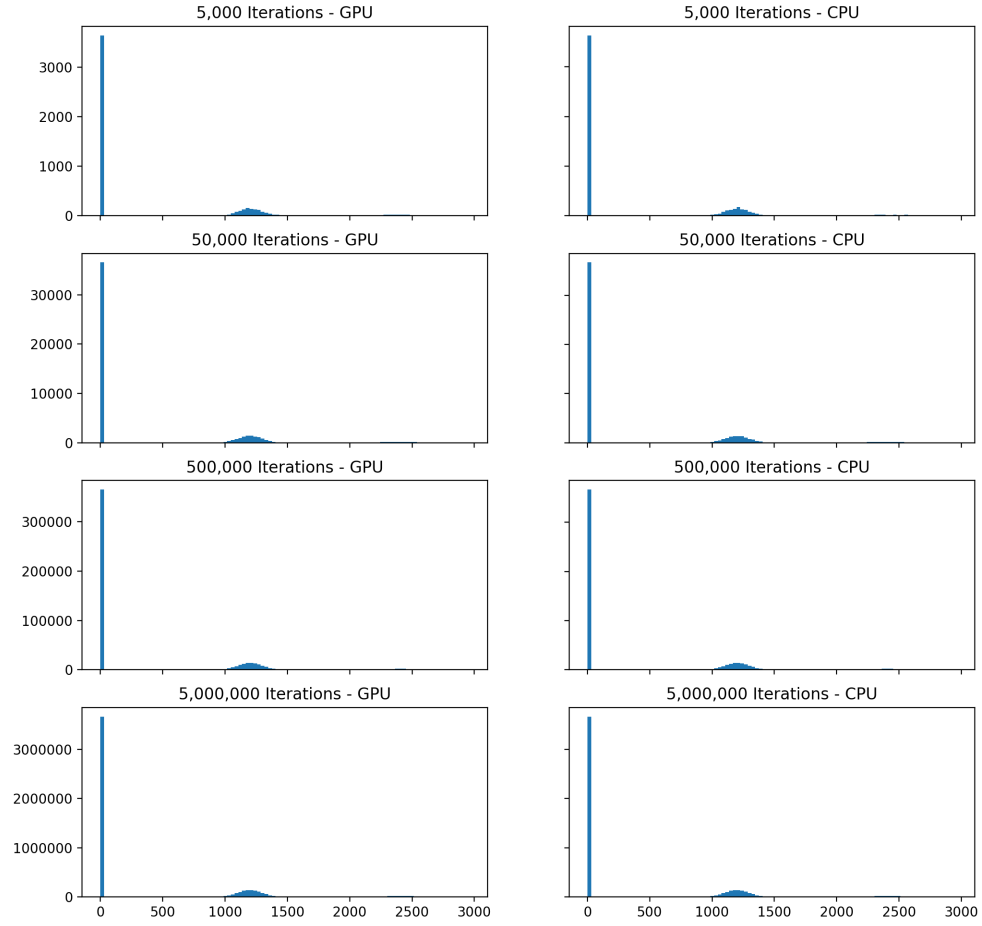 5,000 Iterations - GPU
5,000 Iterations - CPU
3000
2000
1000
0
50,000 Iterations - GPU
50,000 Iterations - CPU
30000
20000
10000
0
500,000 Iterations - GPU
500,000 Iterations - CPU
300000
200000
100000
0
5,000,000 Iterations - GPU
5,000,000 Iterations - CPU
3000000
2000000
1000000
0
0 500 1000 1500 2000 2500 3000
0 500 1000 1500 2000 2500 3000